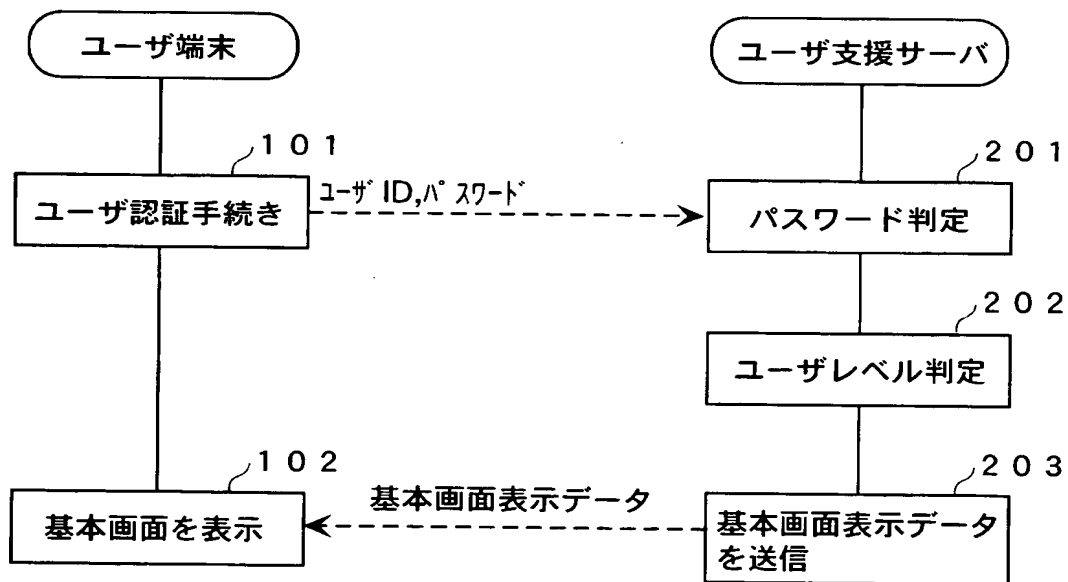 ユーザ端末
ユーザ支援サーバ
101
201
ユーザ認証手続き
ユーザID,パスワード
パスワード判定
202
ユーザレベル判定
102
203
基本画面を表示
基本画面表示データ
基本画面表示データ
を送信